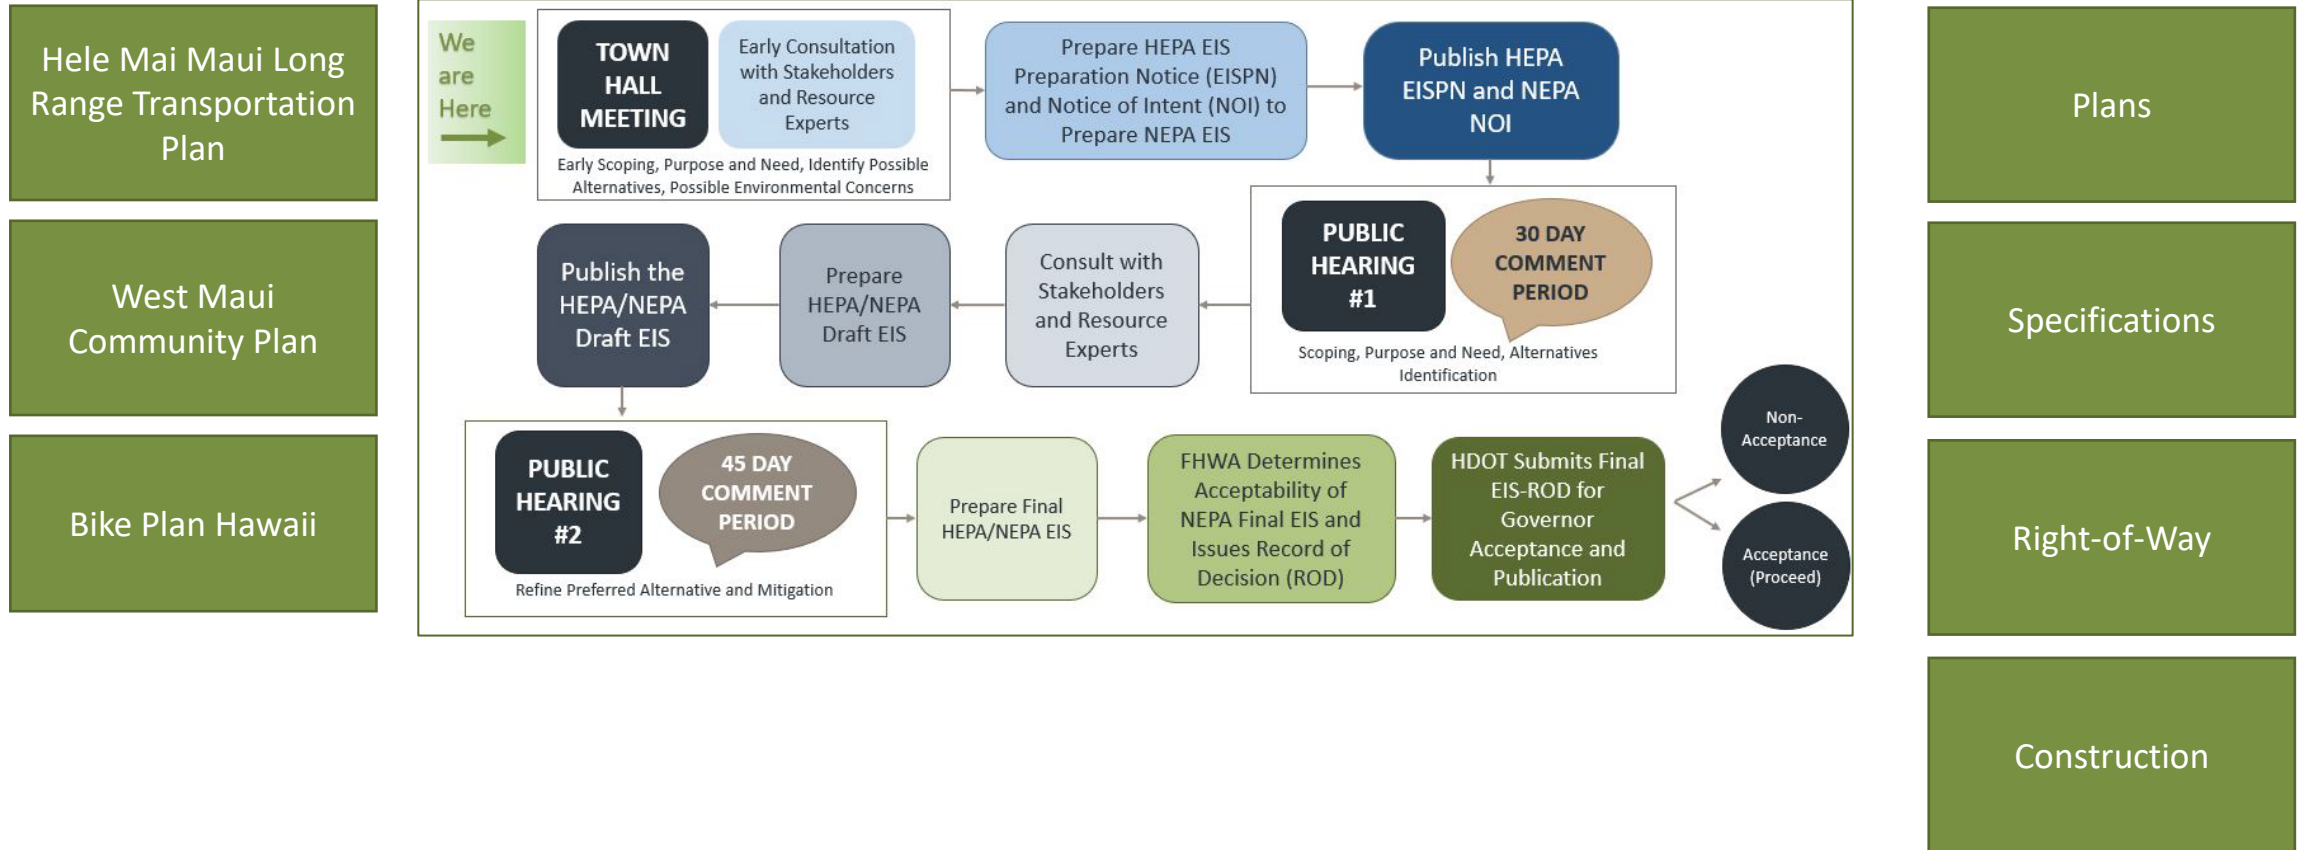 Hele Mai Maui Long
Range Transportation
Plan
West Maui
Community Plan
Bike Plan Hawaii
We
are
Here
TOWN
HALL
MEETING
Early Consultation
with Stakeholders
and Resource
Experts
Early Scoping, Purpose and Need, Identify Possible
Alternatives, Possible Environmental Concerns
Prepare HEPA EIS
Preparation Notice (EISPN)
and Notice of Intent (NOI) to
Prepare NEPA EIS
Publish HEPA
EISPN and NEPA
NOI
PUBLIC
HEARING
#1
30 DAY
COMMENT
PERIOD
Scoping, Purpose and Need, Alternatives
Identification
Consult with
Stakeholders
and Resource
Experts
Prepare
HEPA/NEPA
Draft EIS
Publish the
HEPA/NEPA
Draft EIS
PUBLIC
HEARING
#2
45 DAY
COMMENT
PERIOD
Refine Preferred Alternative and Mitigation
Prepare Final
HEPA/NEPA EIS
FHWA Determines
Acceptability of
NEPA Final EIS and
Issues Record of
Decision (ROD)
HDOT Submits Final
EIS-ROD for
Governor
Acceptance and
Publication
Non-
Acceptance
Acceptance
(Proceed)
Plans
Specifications
Right-of-Way
Construction